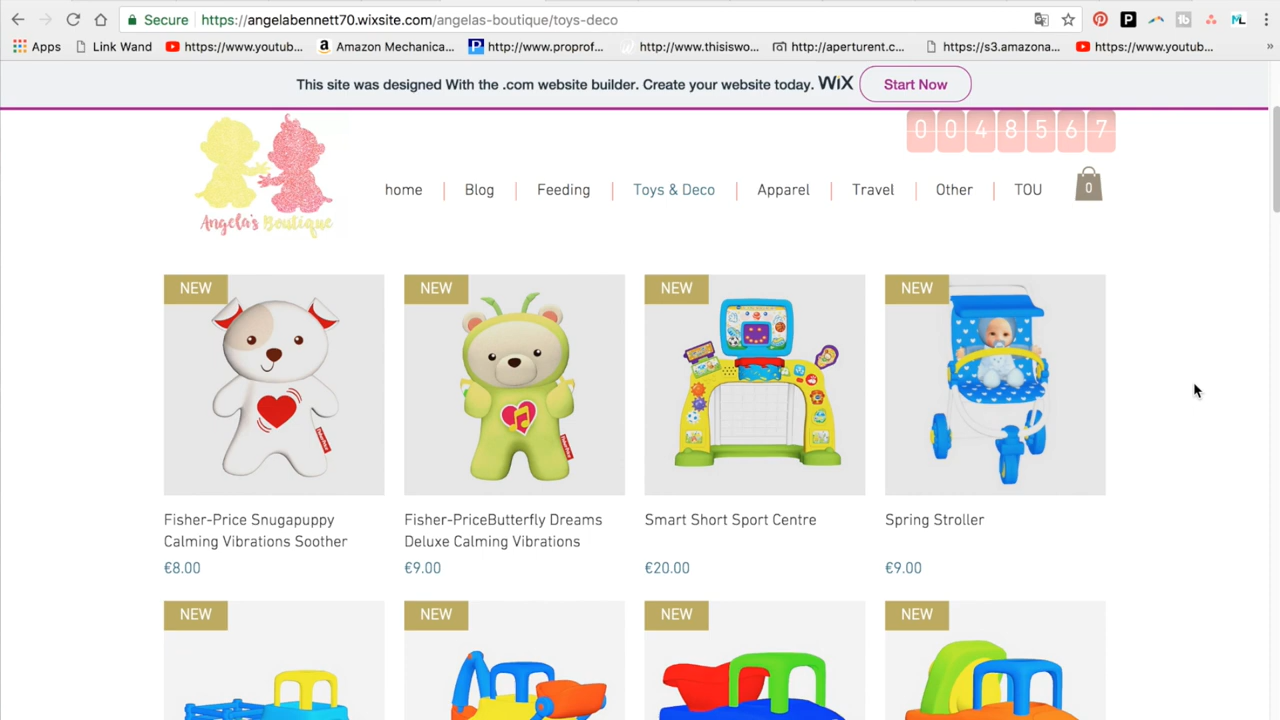 Secure https://angelabennett70.wixsite.com/angelas-boutique/toys-deco
Apps Link Wand https://www.youtub... Amazon Mechanica... http://www.proprof... http://www.thisiswo... http://aperturent.c... https://s3.amazona... https://www.youtub... »
This site was designed With the .com website builder. Create your website today. WiX Start Now
0 0 4 8 5 6 7
Angela's Boutique
home Blog Feeding Toys & Deco Apparel Travel Other TOU 0
NEW NEW NEW NEW
Fisher-Price Snugapuppy Calming Vibrations Soother
€8.00
Fisher-PriceButterfly Dreams Deluxe Calming Vibrations
€9.00
Smart Short Sport Centre
€20.00
Spring Stroller
€9.00
NEW NEW NEW NEW